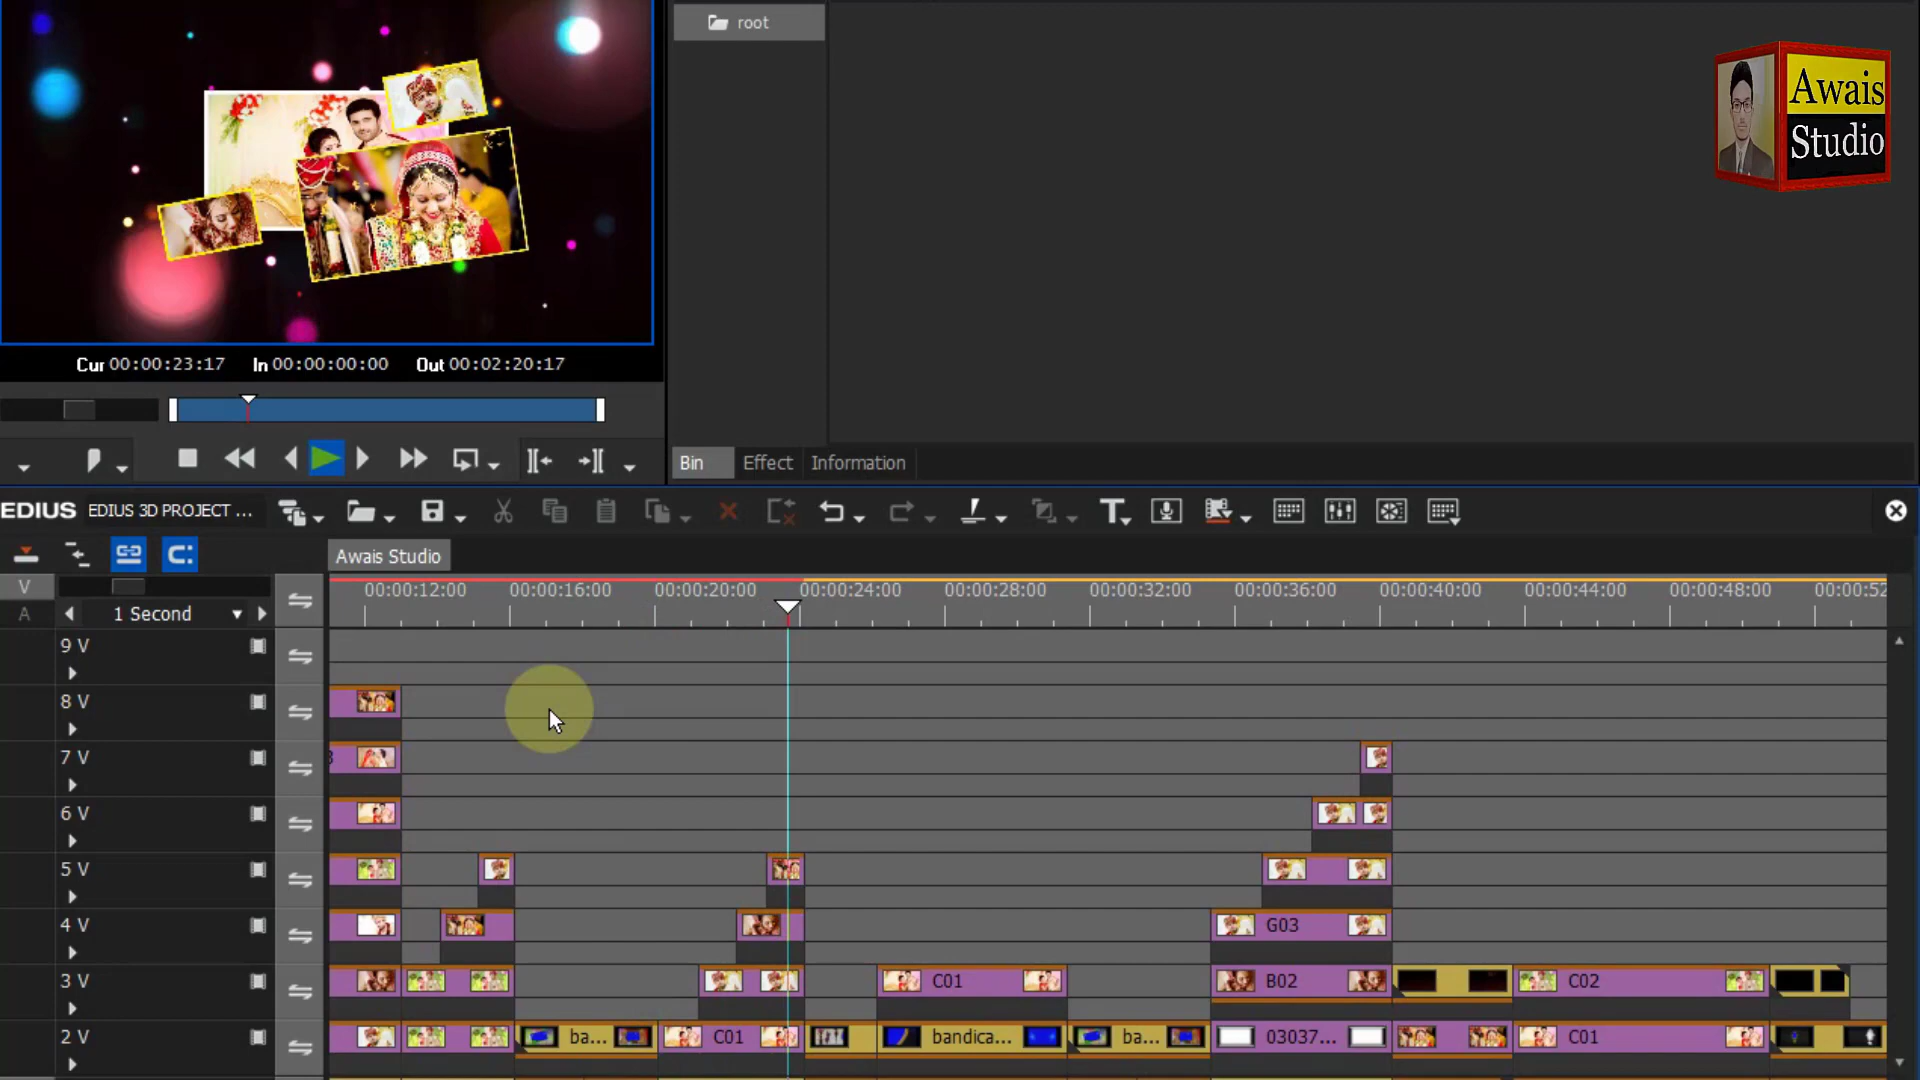 root
Awais
Studio
Cur 00:00:23:17 In 00:00:00:00 Out 00:02:20:17
Bin Effect Information
EDIUS EDIUS 3D PROJECT ...
Awais Studio
V
A
1 Second
00:00:12:00 00:00:16:00 00:00:20:00 00:00:24:00 00:00:28:00 00:00:32:00 00:00:36:00 00:00:40:00 00:00:44:00 00:00:48:00 00:00:52
9 V
8 V
7 V
6 V
5 V
4 V G03
3 V C01 B02 C02
2 V ba... C01 bandica... ba... 03037... C01